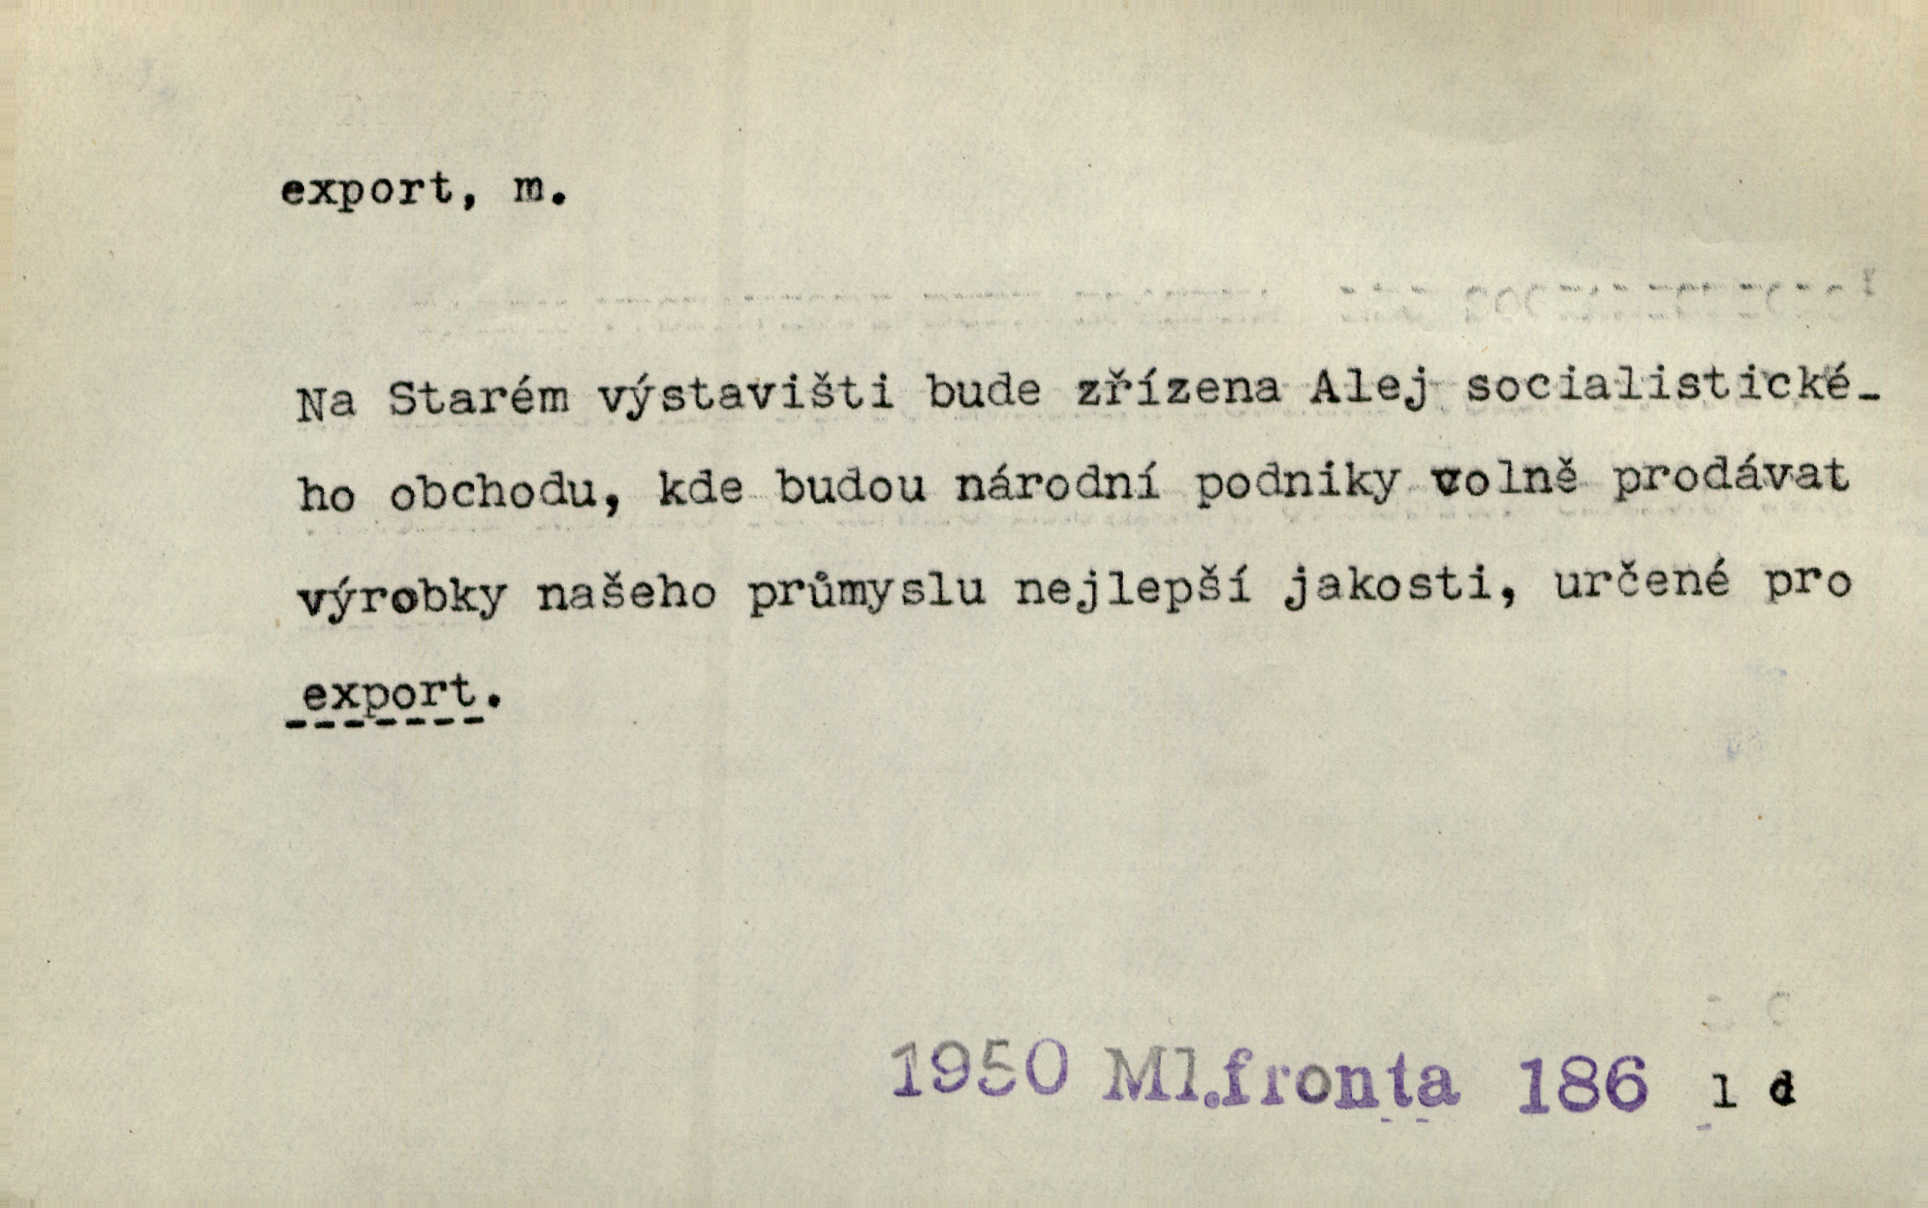 export, m.
Na Starém výstavišti bude zřízena Alej socialistické-
ho obchodu, kde budou národní podniky volně prodávat
výrobky našeho průmyslu nejlepší jakosti, určené pro
export.
1950 Ml.fronta 186 1 d